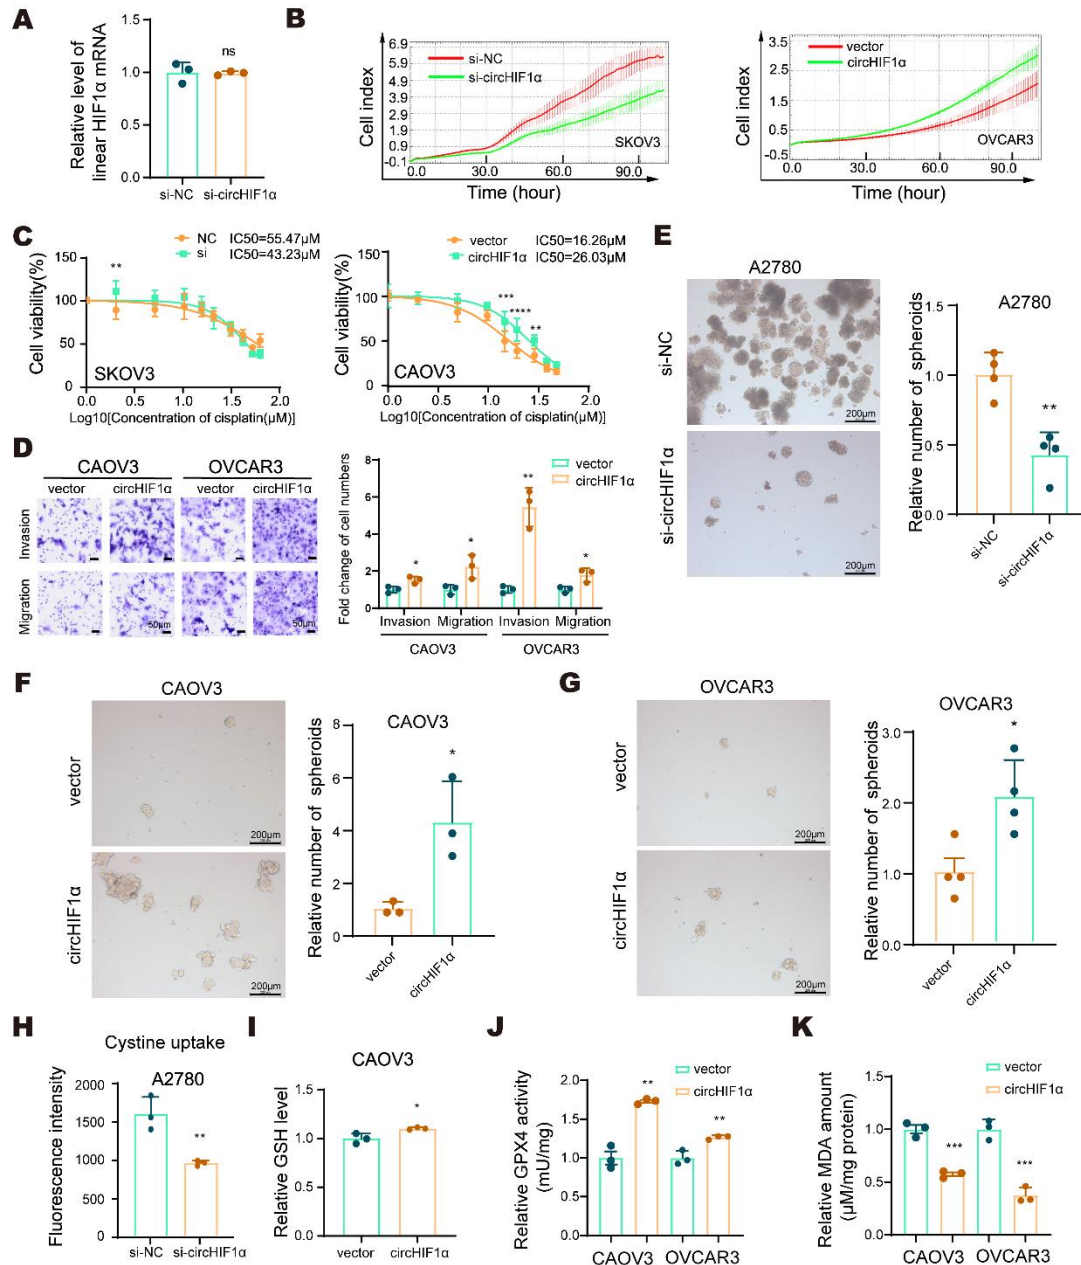 A
Relative level of
linear HIF1α mRNA
1.5
1.0
0.5
0.0
ns
si-NC
si-circHIF1α
B
Cell index
6.9
5.9
4.9
3.9
2.9
1.9
0.9
-0.1
si-NC
si-circHIF1α
SKOV3
0.0
30.0
60.0
90.0
Time (hour)
Cell index
3.5
2.5
1.5
0.5
-0.5
vector
circHIF1α
OVCAR3
0.0
30.0
60.0
90.0
Time (hour)
C
NC IC50=55.47μM
si IC50=43.23μM
Cell viability(%)
150
100
50
0
**
SKOV3
0.0 0.5 1.0 1.5 2.0
Log10[Concentration of cisplatin(μM)]
vector IC50=16.26μM
circHIF1α IC50=26.03μM
Cell viability(%)
150
100
50
0
***
****
**
CAOV3
0.0 0.5 1.0 1.5 2.0
Log10[Concentration of cisplatin(μM)]
D
CAOV3 OVCAR3
vector circHIF1α vector circHIF1α
Invasion
Migration
50μm
50μm
Fold change of cell numbers
8
6
4
2
0
vector
circHIF1α
*
*
**
*
Invasion Migration Invasion Migration
CAOV3 OVCAR3
E
A2780
si-NC
200μm
si-circHIF1α
200μm
A2780
Relative number of spheroids
1.5
1.0
0.5
0.0
**
si-NC
si-circHIF1α
F
CAOV3
vector
200μm
circHIF1α
200μm
CAOV3
Relative number of spheroids
8
6
4
2
0
*
vector
circHIF1α
G
OVCAR3
vector
200μm
circHIF1α
200μm
OVCAR3
Relative number of spheroids
3.0
2.0
1.0
0.0
*
vector
circHIF1α
H
Cystine uptake
A2780
Fluorescence intensity
2000
1500
1000
500
0
**
si-NC
si-circHIF1α
I
CAOV3
Relative GSH level
1.5
1.0
0.5
0.0
*
vector
circHIF1α
J
vector
circHIF1α
Relative GPX4 activity
(mU/mg)
2.0
1.5
1.0
0.5
0.0
**
**
CAOV3
OVCAR3
K
vector
circHIF1α
Relative MDA amount
(μM/mg protein)
1.5
1.0
0.5
0.0
***
***
CAOV3
OVCAR3